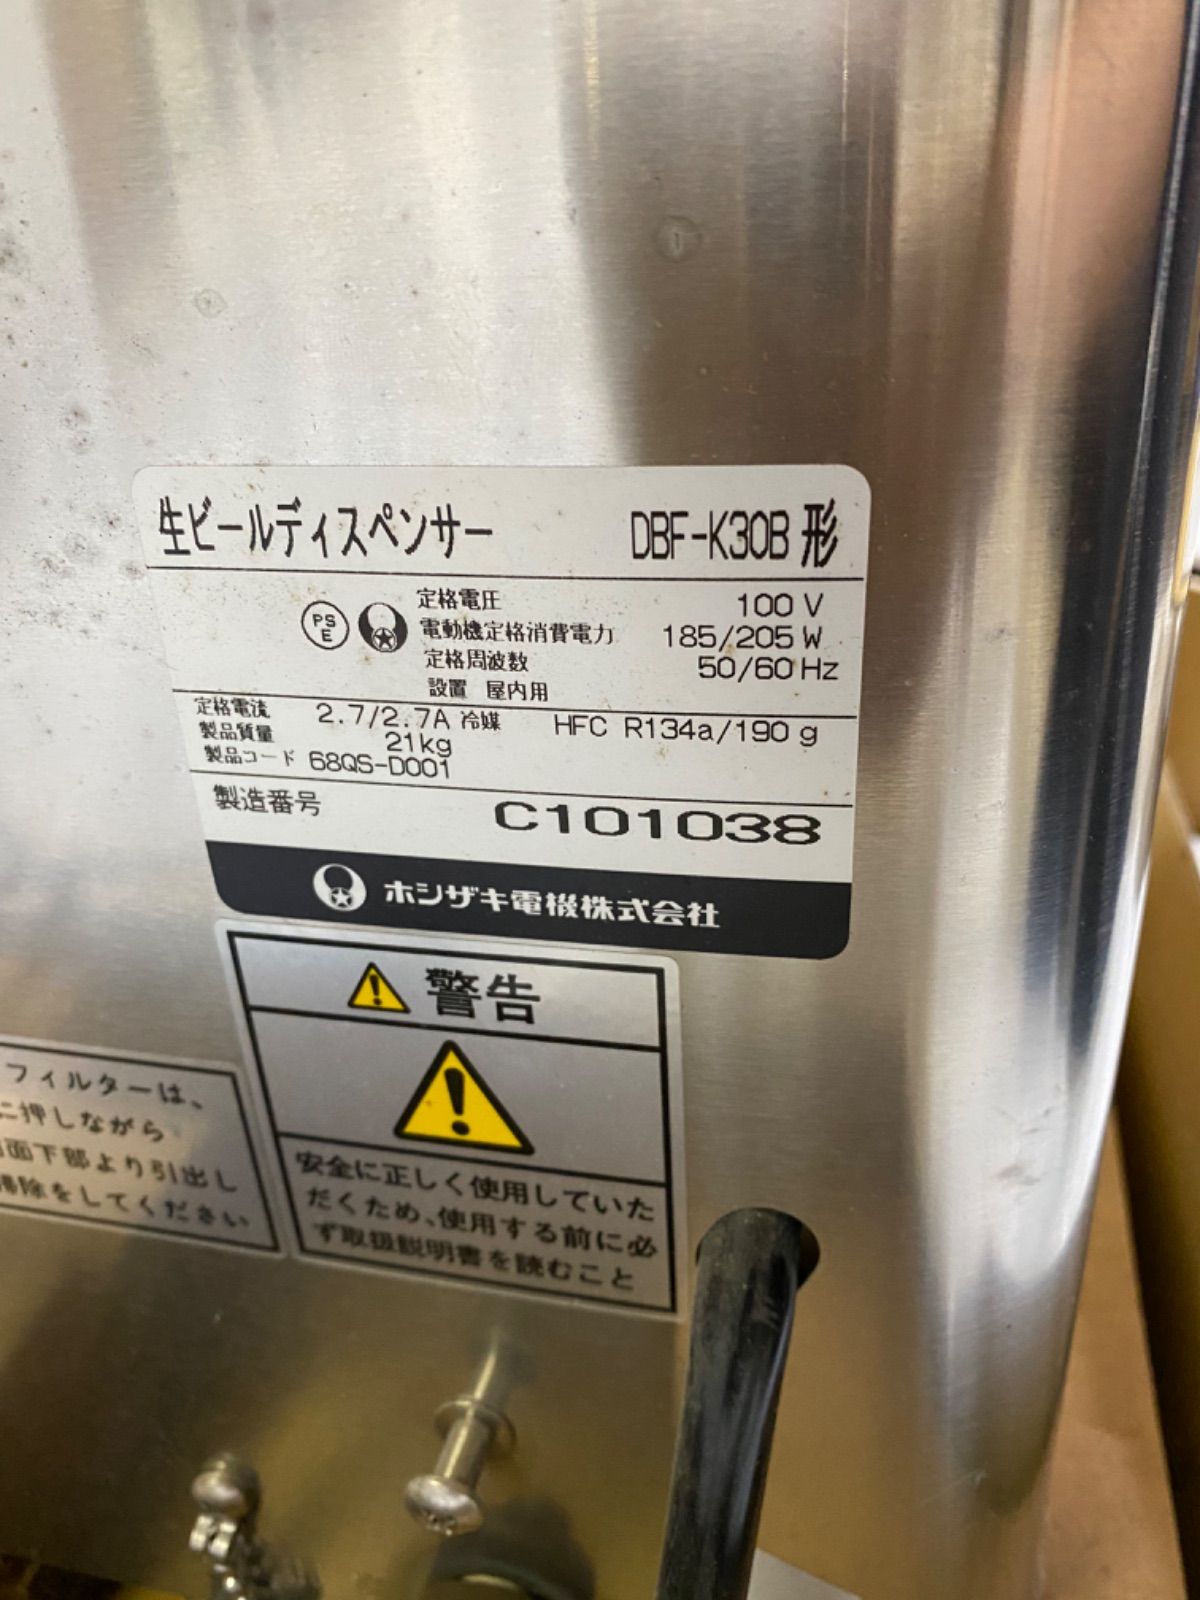 生ビールディスペンサー DBF-K30B形
PSE 定格電圧 100 V
電動機定格消費電力 185/205 W
定格周波数 50/60 Hz
設置 屋内用
定格電流 2.7/2.7A 冷媒 HFC R134a/190 g
製品質量 21kg
製品コード 68QS-D001
製造番号 C101038
ホシザキ電機株式会社
警告
安全に正しく使用していた
だくため、使用する前に必
ず取扱説明書を読むこと
フィルターは、
に押しながら
面下部より引出し
掃除をしてください